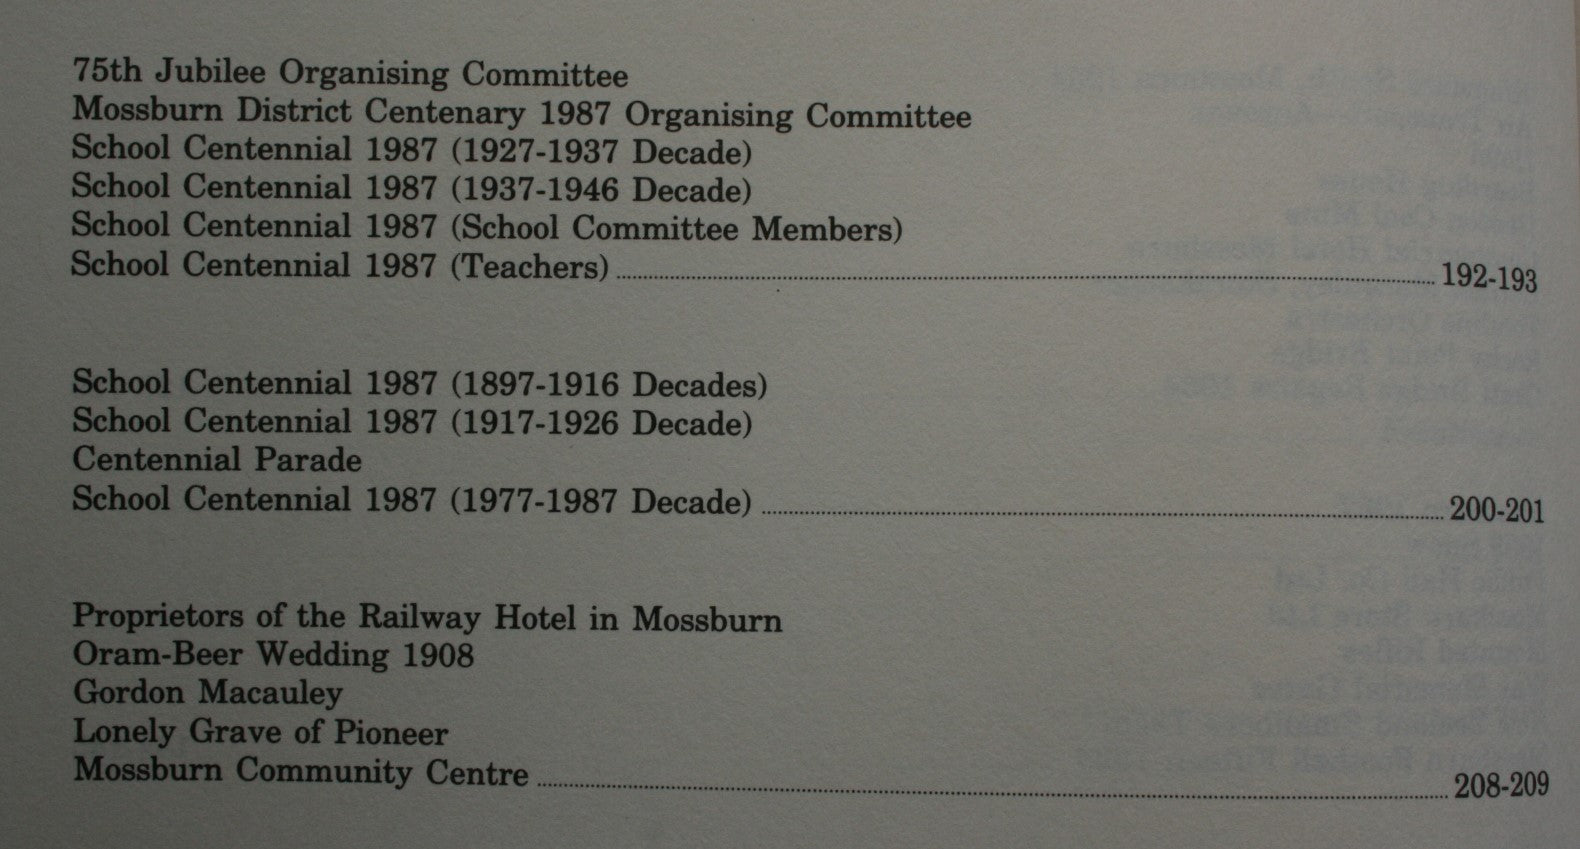 75th Jubilee Organising Committee
Mossburn District Centenary 1987 Organising Committee
School Centennial 1987 (1927-1937 Decade)
School Centennial 1987 (1937-1946 Decade)
School Centennial 1987 (School Committee Members)
School Centennial 1987 (Teachers) 192-193
School Centennial 1987 (1897-1916 Decades)
School Centennial 1987 (1917-1926 Decade)
Centennial Parade
School Centennial 1987 (1977-1987 Decade) 200-201
Proprietors of the Railway Hotel in Mossburn
Oram-Beer Wedding 1908
Gordon Macauley
Lonely Grave of Pioneer
Mossburn Community Centre 208-209